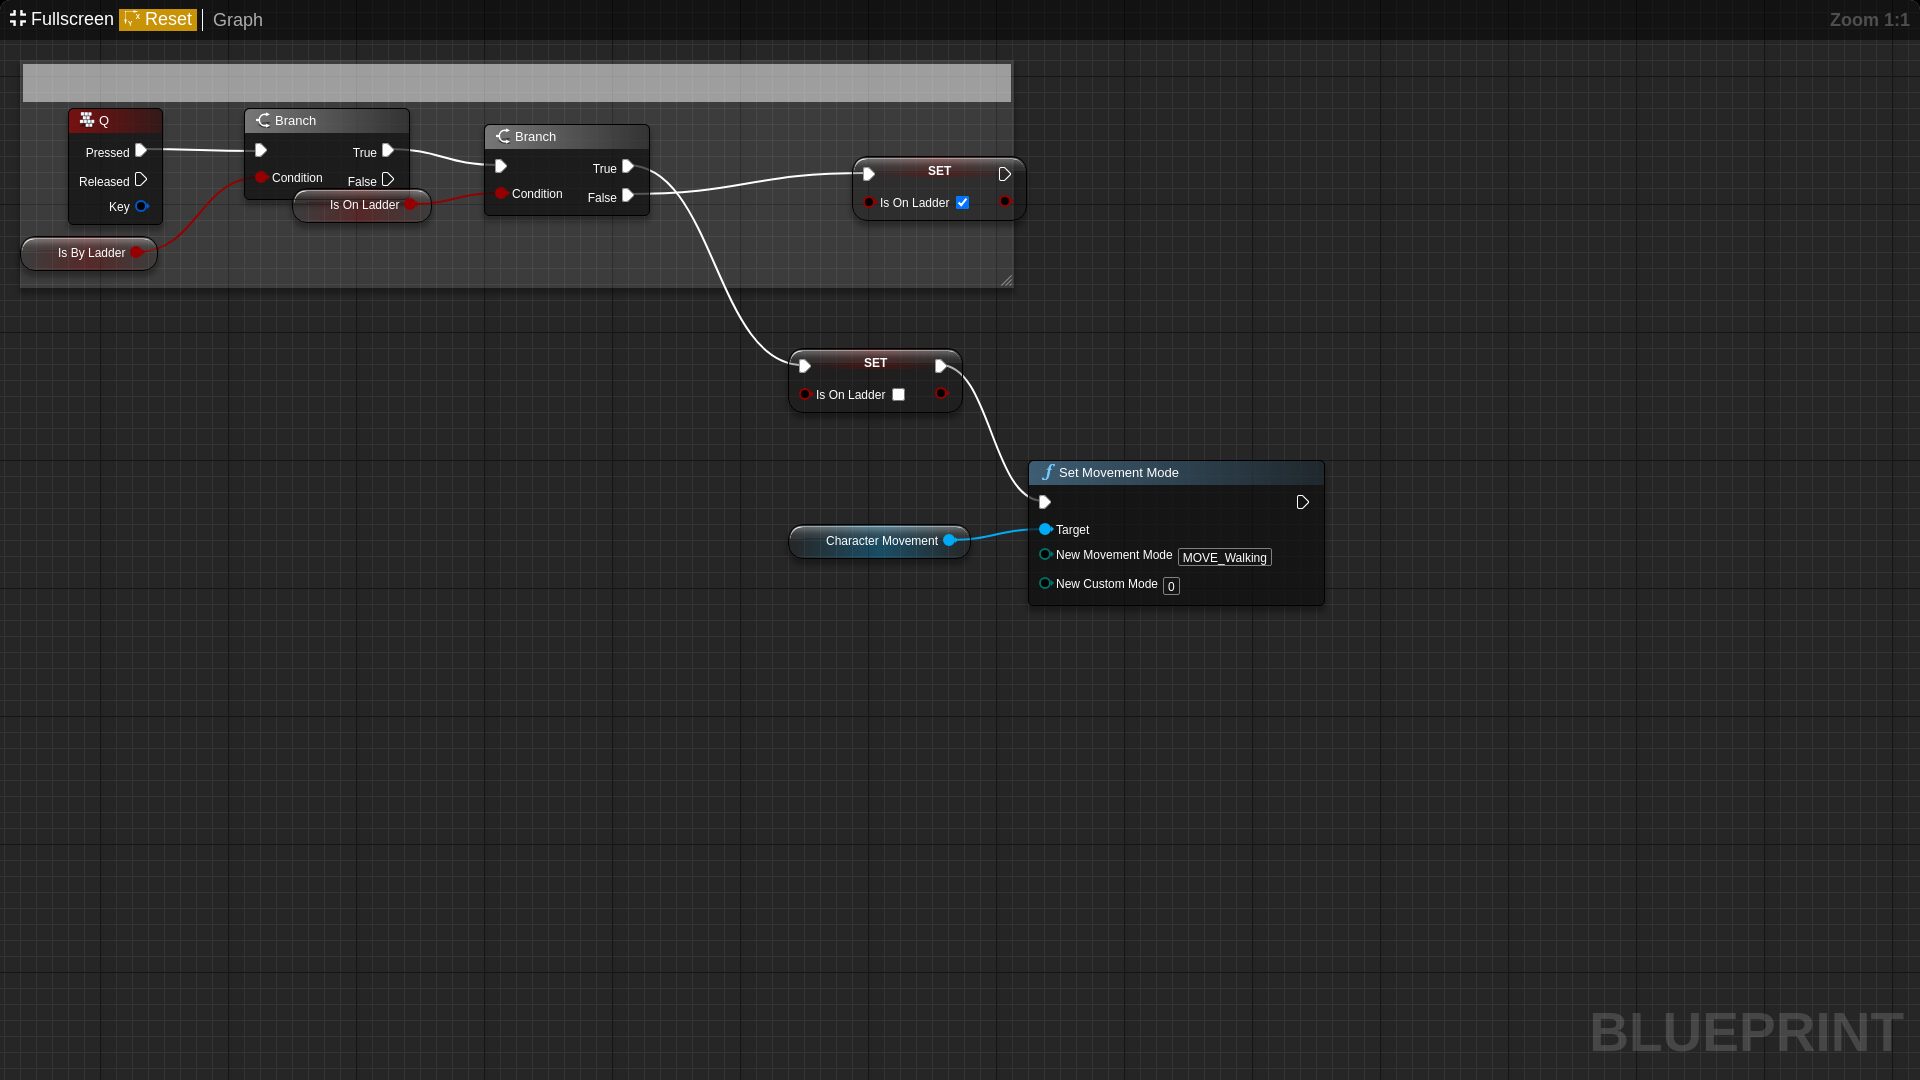 Fullscreen Reset Graph Zoom 1:1
Q
Pressed
Released
Key
Is By Ladder
Branch
True
Condition
False
Is On Ladder
Branch
True
Condition
False
SET
Is On Ladder
SET
Is On Ladder
Set Movement Mode
Character Movement
Target
New Movement Mode MOVE_Walking
New Custom Mode 0
BLUEPRINT